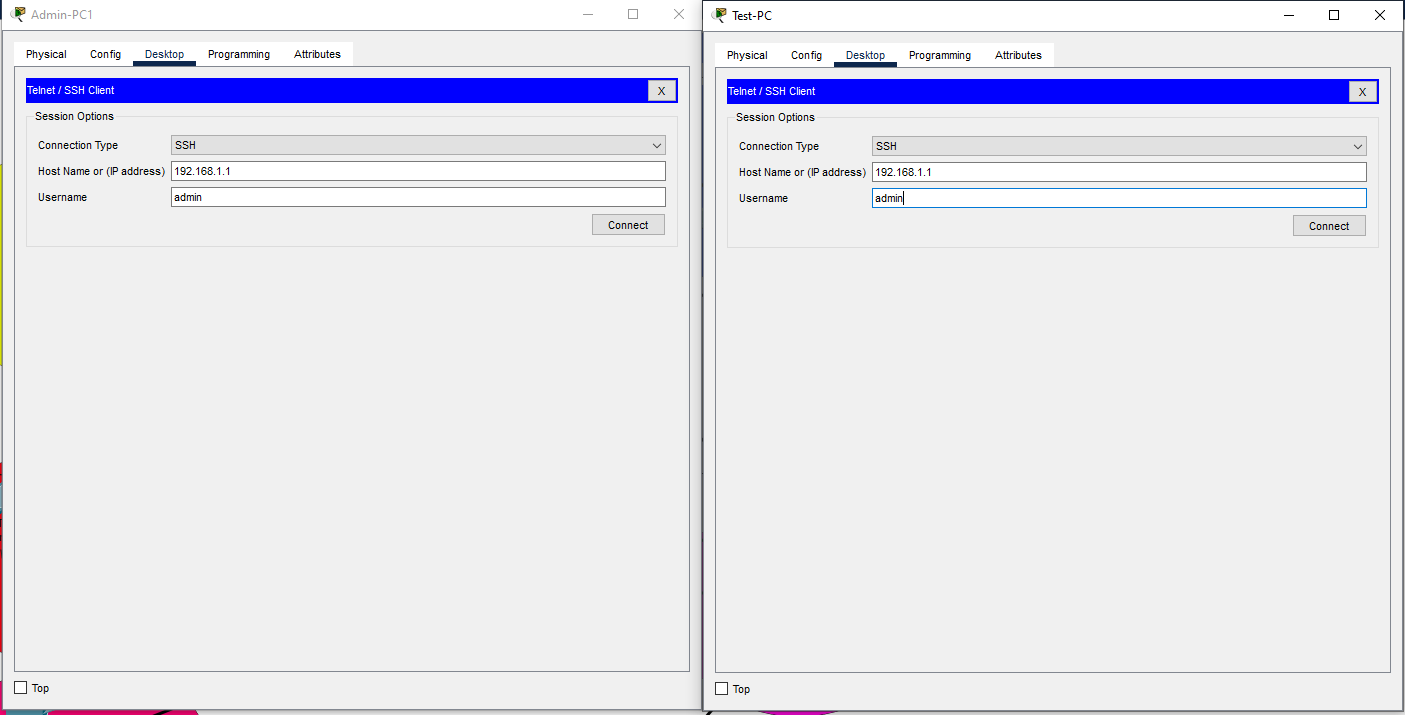 Admin-PC1
Physical Config Desktop Programming Attributes
Telnet / SSH Client X
Session Options
Connection Type SSH
Host Name or (IP address) 192.168.1.1
Username admin
Connect
Top
Test-PC
Physical Config Desktop Programming Attributes
Telnet / SSH Client X
Session Options
Connection Type SSH
Host Name or (IP address) 192.168.1.1
Username admin
Connect
Top